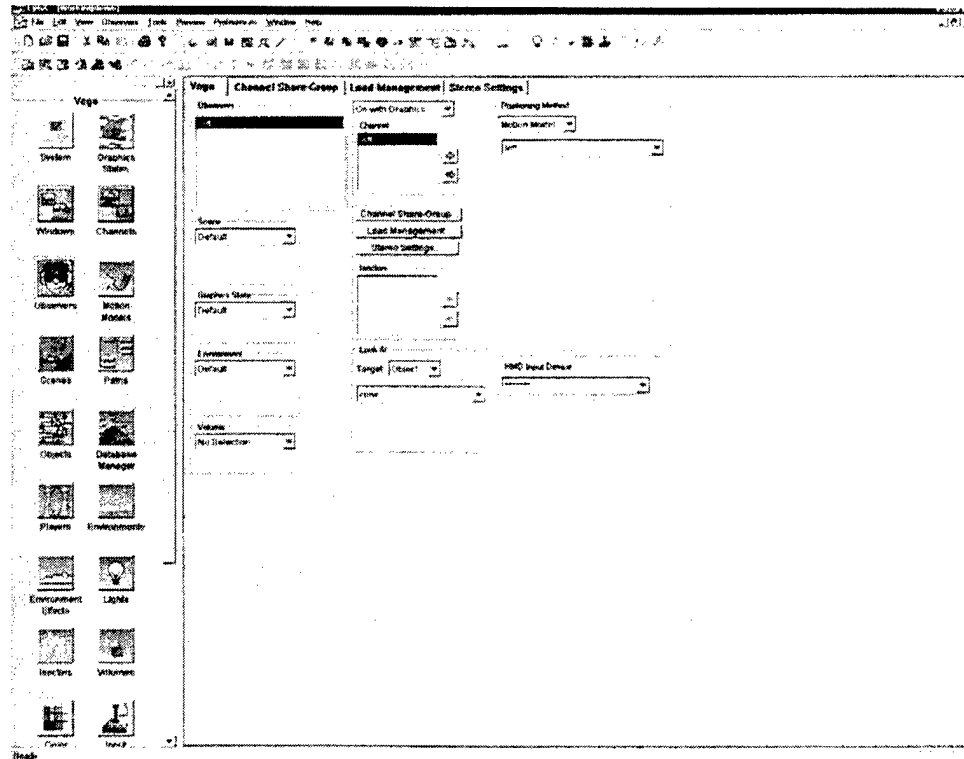 File Edit View Observers Tools Preview Preferences Window Help
Vega
System Graphics States
Windows Channels
Observers Motion Models
Scenes Paths
Objects Database Manager
Players Environments
Environment Effects Lights
Isectors Volumes
Input
Ready
Vega Channel Share-Group Load Management Stereo Settings
Observers
On with Graphics
Channel
Positioning Method
Motion Model
Scene
Default
Channel Share-Group
Load Management
Stereo Settings
Graphics State
Default
Environment
Default
Look At
Target Object
none
HMD Input Device
Volume
No Selection